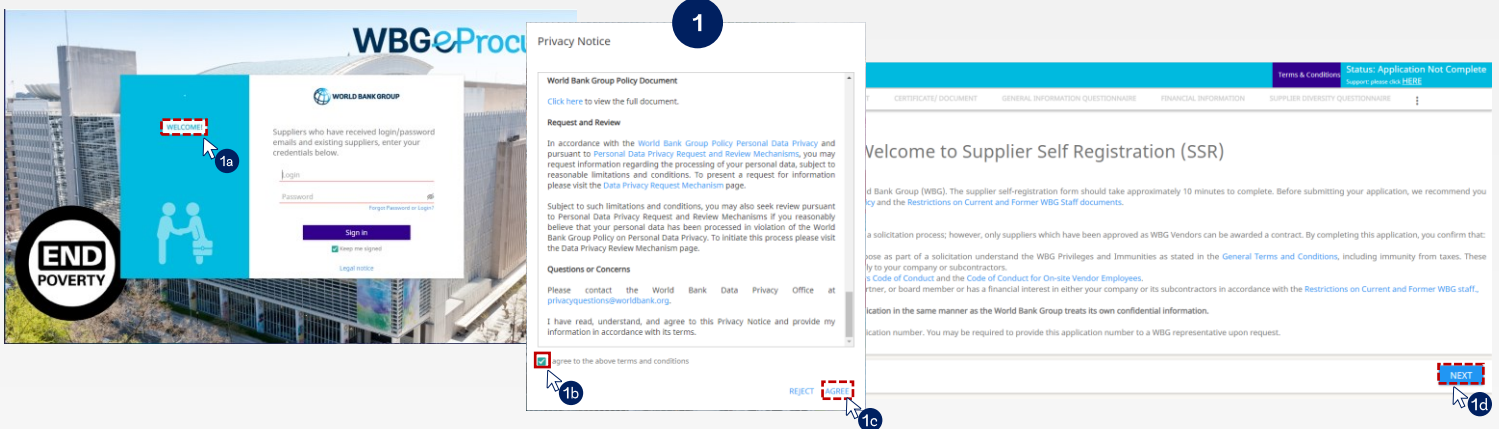 WBGeProcu
WORLD BANK GROUP
WELCOME!
1a
Suppliers who have received login/password
emails and existing suppliers, enter your
credentials below.
Login
Password
Forgot Password or Login?
Sign in
Keep me signed
Legal notice
END
POVERTY
1
Privacy Notice
World Bank Group Policy Document
Click here to view the full document.
Request and Review
In accordance with the World Bank Group Policy Personal Data Privacy and
pursuant to Personal Data Privacy Request and Review Mechanisms, you may
request information regarding the processing of your personal data, subject to
reasonable limitations and conditions. To present a request for information
please visit the Data Privacy Request Mechanism page.
Subject to such limitations and conditions, you may also seek review pursuant
to Personal Data Privacy Request and Review Mechanisms if you reasonably
believe that your personal data has been processed in violation of the World
Bank Group Policy on Personal Data Privacy. To initiate this process please visit
the Data Privacy Review Mechanism page.
Questions or Concerns
Please contact the World Bank Data Privacy Office at
privacyquestions@worldbank.org.
I have read, understand, and agree to this Privacy Notice and provide my
information in accordance with its terms.
agree to the above terms and conditions
1b
REJECT AGREE
1c
Terms & Conditions
Status: Application Not Complete
Support: please click HERE
T CERTIFICATE/ DOCUMENT GENERAL INFORMATION QUESTIONNAIRE FINANCIAL INFORMATION SUPPLIER DIVERSITY QUESTIONNAIRE
Welcome to Supplier Self Registration (SSR)
d Bank Group (WBG). The supplier self-registration form should take approximately 10 minutes to complete. Before submitting your application, we recommend you
cy and the Restrictions on Current and Former WBG Staff documents.
a solicitation process; however, only suppliers which have been approved as WBG Vendors can be awarded a contract. By completing this application, you confirm that:
ose as part of a solicitation understand the WBG Privileges and Immunities as stated in the General Terms and Conditions, including immunity from taxes. These
ly to your company or subcontractors.
s Code of Conduct and the Code of Conduct for On-site Vendor Employees.
rtner, or board member or has a financial interest in either your company or its subcontractors in accordance with the Restrictions on Current and Former WBG staff.,
lication in the same manner as the World Bank Group treats its own confidential information.
lication number. You may be required to provide this application number to a WBG representative upon request.
NEXT
1d